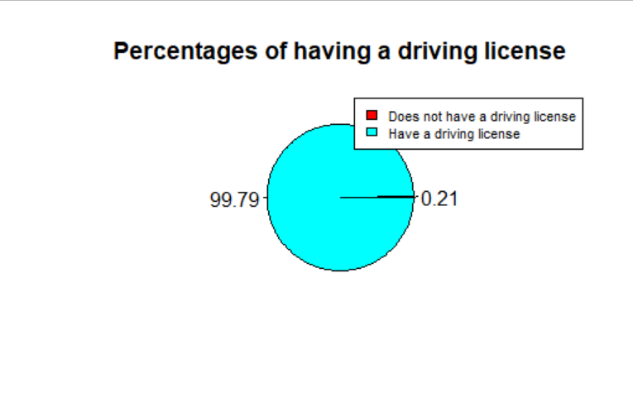 Percentages of having a driving license
Does not have a driving license
Have a driving license
99.79
0.21